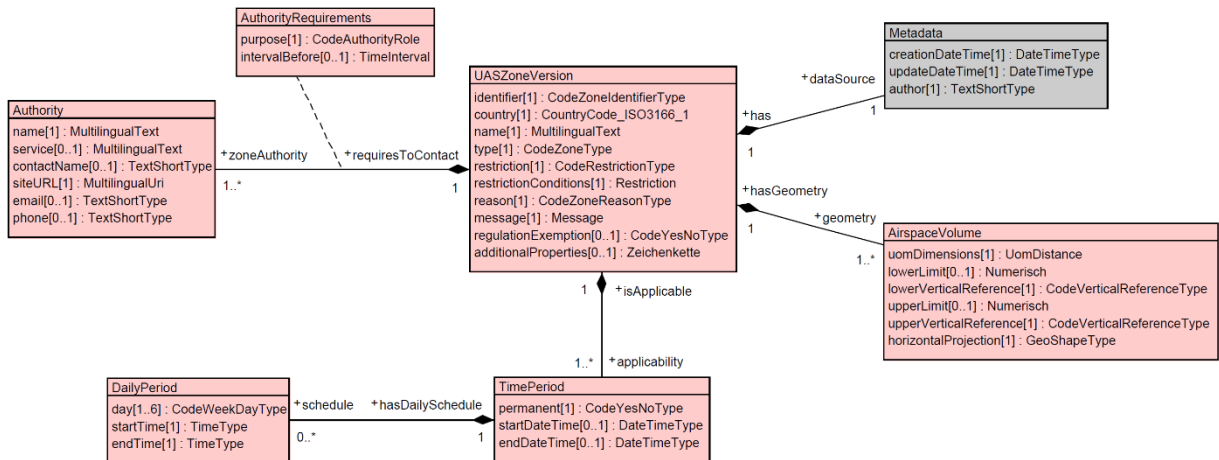 AuthorityRequirements
purpose[1] : CodeAuthorityRole
intervalBefore[0..1] : TimeInterval
Metadata
creationDateTime[1] : DateTimeType
updateDateTime[1] : DateTimeType
author[1] : TextShortType
UASZoneVersion
identifier[1] : CodeZoneIdentifierType
country[1] : CountryCode_ISO3166_1
name[1] : MultilingualText
type[1] : CodeZoneType
restriction[1] : CodeRestrictionType
restrictionConditions[1] : Restriction
reason[1] : CodeZoneReasonType
message[1] : Message
regulationExemption[0..1] : CodeYesNoType
additionalProperties[0..1] : Zeichenkette
+dataSource
1
+has
1
Authority
name[1] : MultilingualText
service[0..1] : MultilingualText
contactName[0..1] : TextShortType
siteURL[1] : MultilingualUri
email[0..1] : TextShortType
phone[0..1] : TextShortType
+zoneAuthority
1..*
+requiresToContact
1
+hasGeometry
1
+geometry
1..*
AirspaceVolume
uomDimensions[1] : UomDistance
lowerLimit[0..1] : Numerisch
lowerVerticalReference[1] : CodeVerticalReferenceType
upperLimit[0..1] : Numerisch
upperVerticalReference[1] : CodeVerticalReferenceType
horizontalProjection[1] : GeoShapeType
1
+isApplicable
1..*
+applicability
DailyPeriod
day[1..6] : CodeWeekDayType
startTime[1] : TimeType
endTime[1] : TimeType
+schedule
0..*
+hasDailySchedule
1
TimePeriod
permanent[1] : CodeYesNoType
startDateTime[0..1] : DateTimeType
endDateTime[0..1] : DateTimeType